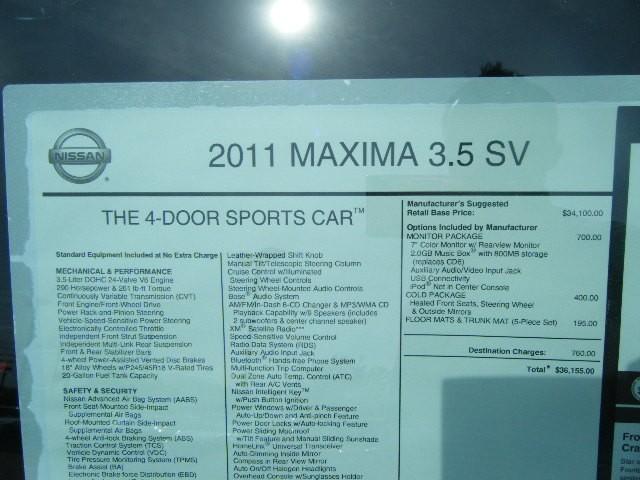 NISSAN
2011 MAXIMA 3.5 SV
THE 4-DOOR SPORTS CAR™
Standard Equipment Included at No Extra Charge
MECHANICAL & PERFORMANCE
3.5-Liter DOHC 24-Valve V6 Engine
290 Horsepower & 261 lb-ft Torque
Continuously Variable Transmission (CVT)
Front Engine/Front-Wheel Drive
Power Rack-and-Pinion Steering
Vehicle-Speed-Sensitive Power Steering
Electronically Controlled Throttle
Independent Front Strut Suspension
Independent Multi-Link Rear Suspension
Front & Rear Stabilizer Bars
4-wheel Power-Assisted Vented Disc Brakes
18" Alloy Wheels w/P245/45R18 V-Rated Tires
20-Gallon Fuel Tank Capacity
SAFETY & SECURITY
Nissan Advanced Air Bag System (AABS)
Front Seat-Mounted Side-Impact
Supplemental Air Bags
Roof-Mounted Curtain Side-Impact
Supplemental Air Bags
4-wheel Anti-lock Braking System (ABS)
Traction Control System (TCS)
Vehicle Dynamic Control (VDC)
Tire Pressure Monitoring System (TPMS)
Brake Assist (BA)
Electronic Brake force Distribution (EBD)
Leather-Wrapped Shift Knob
Manual Tilt/Telescopic Steering Column
Cruise Control w/Illuminated
Steering Wheel Controls
Steering Wheel-Mounted Audio Controls
Bose® Audio System
AM/FM/In-Dash 6-CD Changer & MP3/WMA CD
Playback Capability w/9 Speakers (includes
2 subwoofers & center channel speaker)
XM® Satellite Radio***
Speed-Sensitive Volume Control
Radio Data System (RDS)
Auxiliary Audio Input Jack
Bluetooth® Hands-free Phone System
Multi-function Trip Computer
Dual Zone Auto Temp. Control (ATC)
with Rear A/C Vents
Nissan Intelligent Key™
w/Push Button Ignition
Power Windows w/Driver & Passenger
Auto-Up/Down and Anti-pinch Feature
Power Door Locks w/Auto-locking Feature
Power Sliding Moonroof
w/Tilt Feature and Manual Sliding Sunshade
HomeLink® Universal Transceiver
Auto-Dimming Inside Mirror
Compass in Rear View Mirror
Auto On/Off Halogen Headlights
Overhead Console w/Sunglasses Holder
Manufacturer's Suggested
Retail Base Price: $34,100.00
Options Included by Manufacturer
MONITOR PACKAGE 700.00
7" Color Monitor w/ Rearview Monitor
2.0GB Music Box® with 800MB storage
(replaces CD6)
Auxiliary Audio/Video Input Jack
USB Connectivity
iPod® Net in Center Console
COLD PACKAGE 400.00
Heated Front Seats, Steering Wheel
& Outside Mirrors
FLOOR MATS & TRUNK MAT (5-Piece Set) 195.00
Destination Charges: 760.00
Total* $36,155.00
Fro
Cra